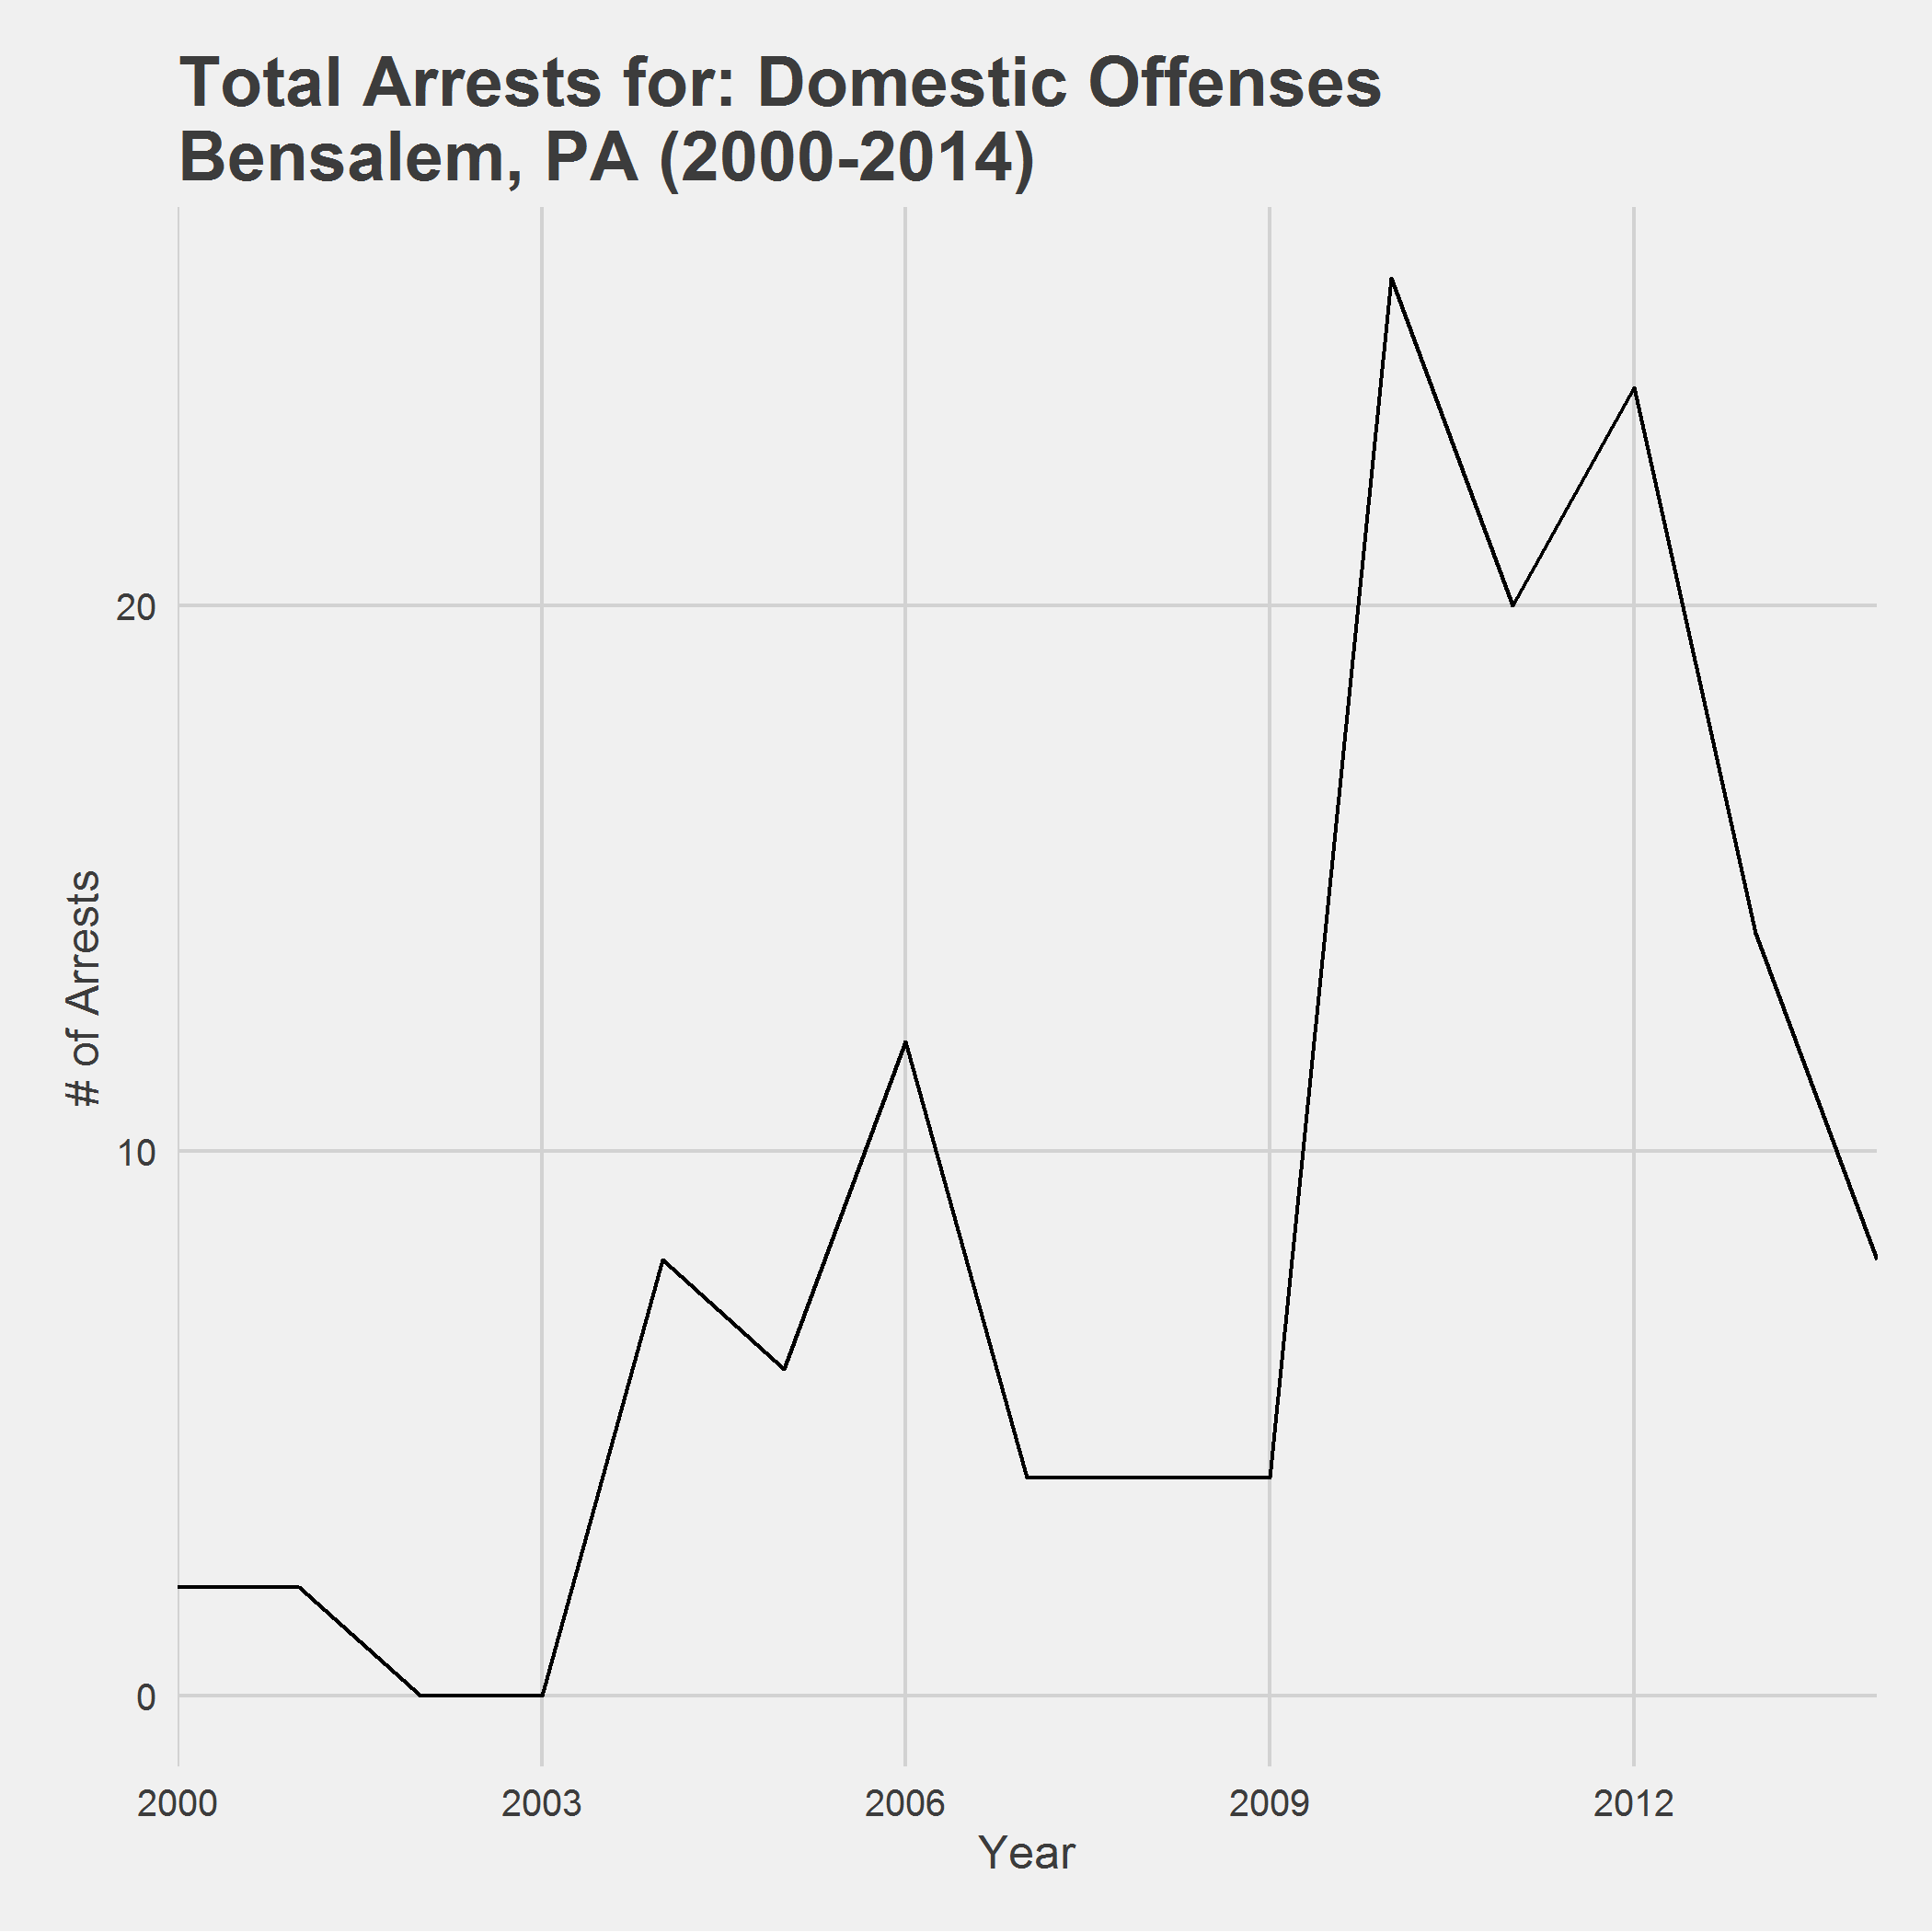 Total Arrests for: Domestic Offenses
Bensalem, PA (2000-2014)
# of Arrests
20
10
0
2000 2003 2006 2009 2012
Year